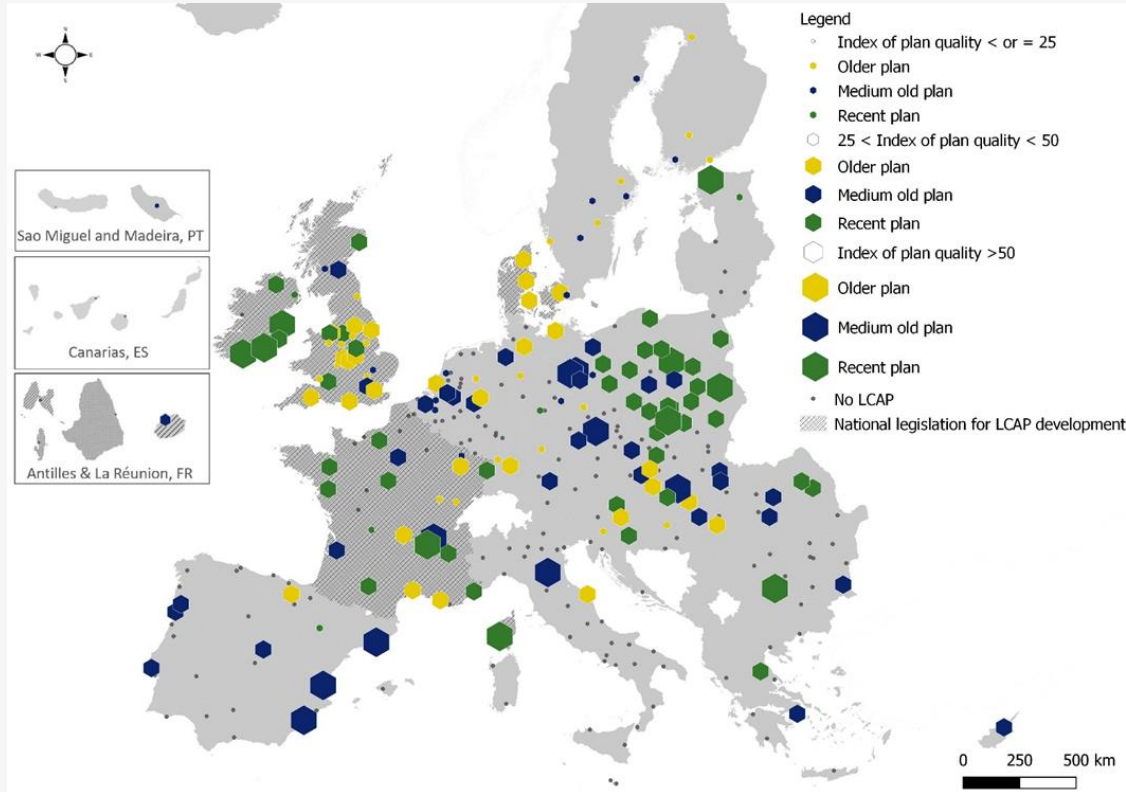 N
W
E
S
Legend
Index of plan quality < or = 25
Older plan
Medium old plan
Recent plan
25 < Index of plan quality < 50
Older plan
Medium old plan
Recent plan
Index of plan quality >50
Older plan
Medium old plan
Recent plan
No LCAP
National legislation for LCAP development
Sao Miguel and Madeira, PT
Canarias, ES
Antilles & La Réunion, FR
0 250 500 km